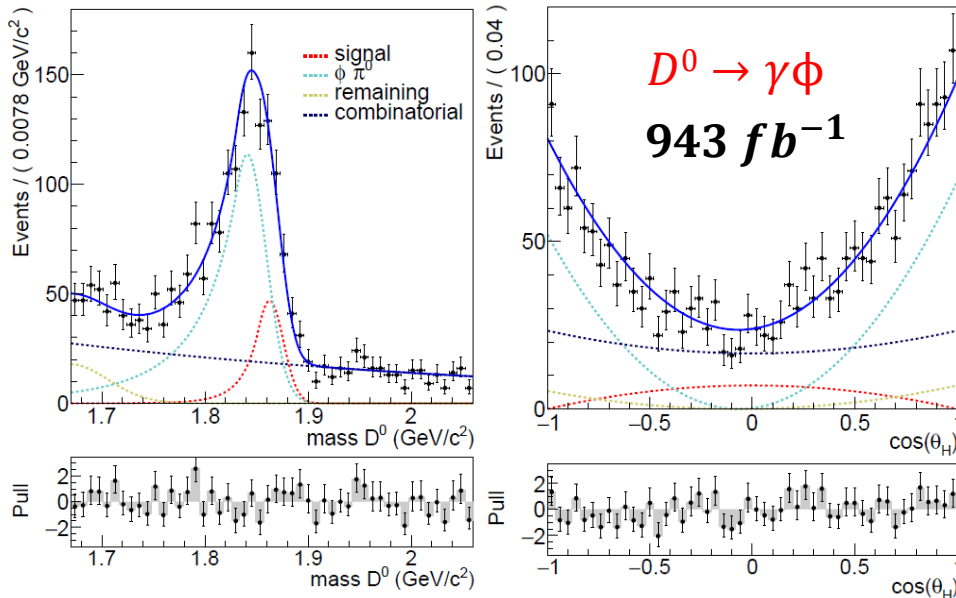 Events / ( 0.0078 GeV/c²)
150
100
50
0
signal
ϕ π⁰
remaining
combinatorial
1.7 1.8 1.9 2
mass D⁰ (GeV/c²)
Pull
2
0
−2
1.7 1.8 1.9 2
mass D⁰ (GeV/c²)
Events / ( 0.04 )
100
50
0
D⁰ → γϕ
943 fb⁻¹
−1 −0.5 0 0.5 1
cos(θ_H)
Pull
2
0
−2
−1 −0.5 0 0.5 1
cos(θ_H)